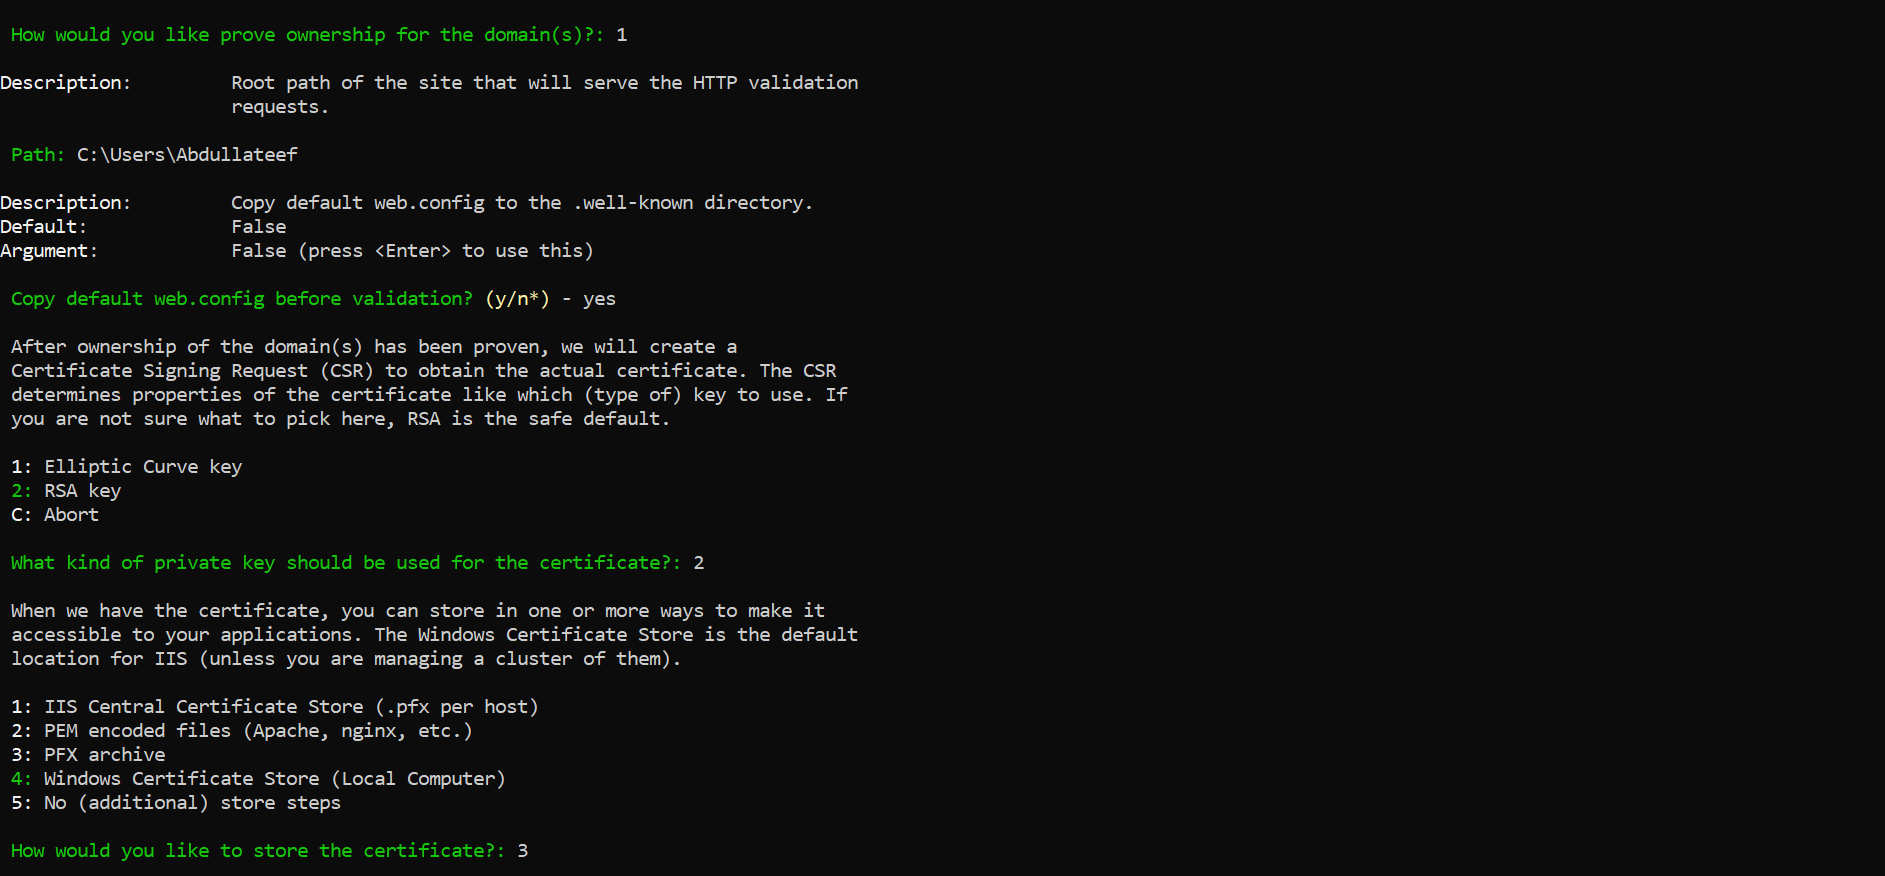 How would you like prove ownership for the domain(s)?: 1
Description: Root path of the site that will serve the HTTP validation
requests.
Path: C:\Users\Abdullateef
Description: Copy default web.config to the .well-known directory.
Default: False
Argument: False (press <Enter> to use this)
Copy default web.config before validation? (y/n*) - yes
After ownership of the domain(s) has been proven, we will create a
Certificate Signing Request (CSR) to obtain the actual certificate. The CSR
determines properties of the certificate like which (type of) key to use. If
you are not sure what to pick here, RSA is the safe default.
1: Elliptic Curve key
2: RSA key
C: Abort
What kind of private key should be used for the certificate?: 2
When we have the certificate, you can store in one or more ways to make it
accessible to your applications. The Windows Certificate Store is the default
location for IIS (unless you are managing a cluster of them).
1: IIS Central Certificate Store (.pfx per host)
2: PEM encoded files (Apache, nginx, etc.)
3: PFX archive
4: Windows Certificate Store (Local Computer)
5: No (additional) store steps
How would you like to store the certificate?: 3